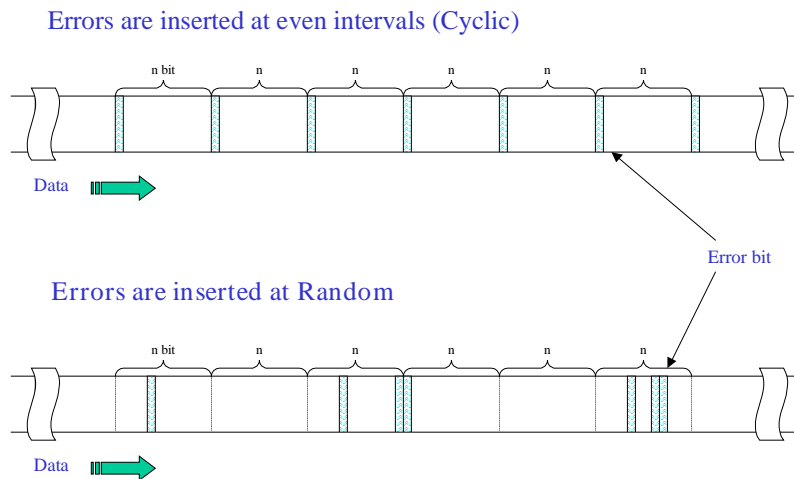 Errors are inserted at even intervals (Cyclic)
n bit n n n n n
Data
Error bit
Errors are inserted at Random
n bit n n n n n
Data